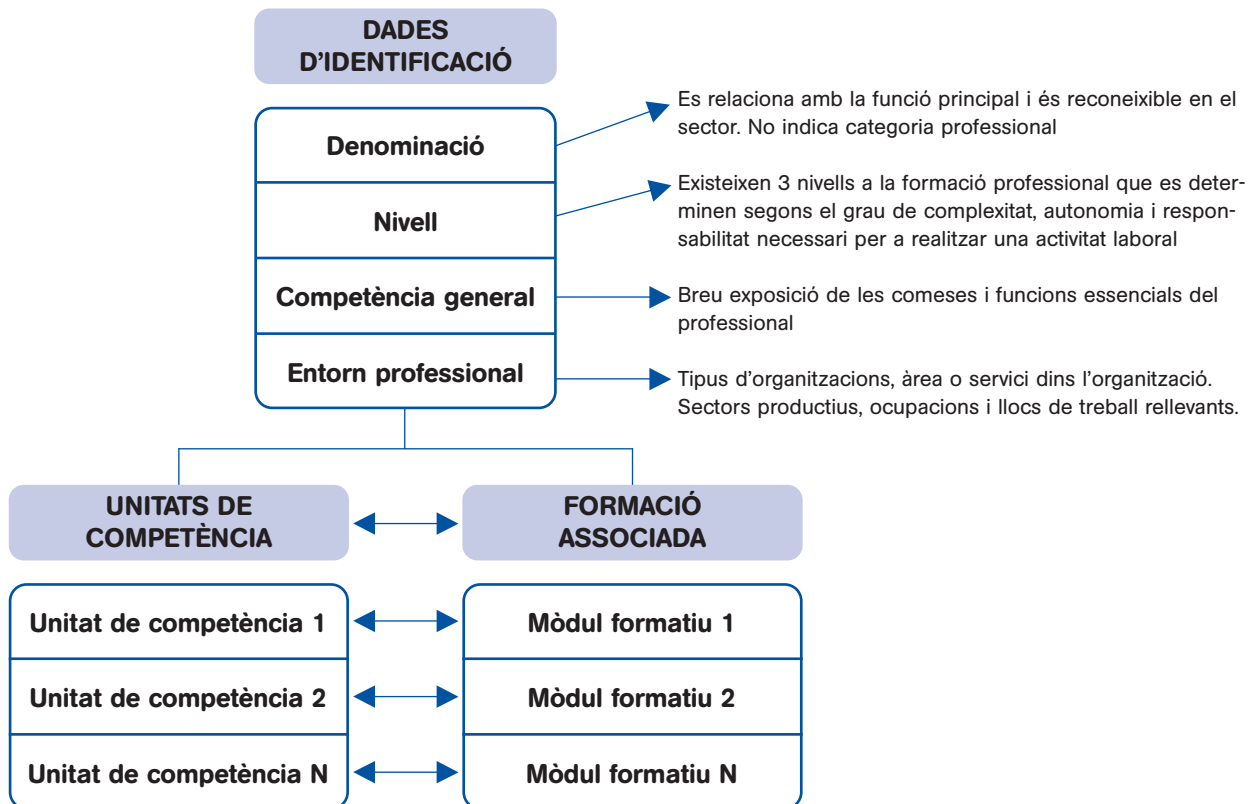 DADES
D'IDENTIFICACIÓ
Denominació
Es relaciona amb la funció principal i és reconeixible en el
sector. No indica categoria professional
Nivell
Existeixen 3 nivells a la formació professional que es deter-
minen segons el grau de complexitat, autonomia i respon-
sabilitat necessari per a realitzar una activitat laboral
Competència general
Breu exposició de les comeses i funcions essencials del
professional
Entorn professional
Tipus d'organitzacions, àrea o servici dins l'organització.
Sectors productius, ocupacions i llocs de treball rellevants.
UNITATS DE
COMPETÈNCIA
FORMACIÓ
ASSOCIADA
Unitat de competència 1
Mòdul formatiu 1
Unitat de competència 2
Mòdul formatiu 2
Unitat de competència N
Mòdul formatiu N